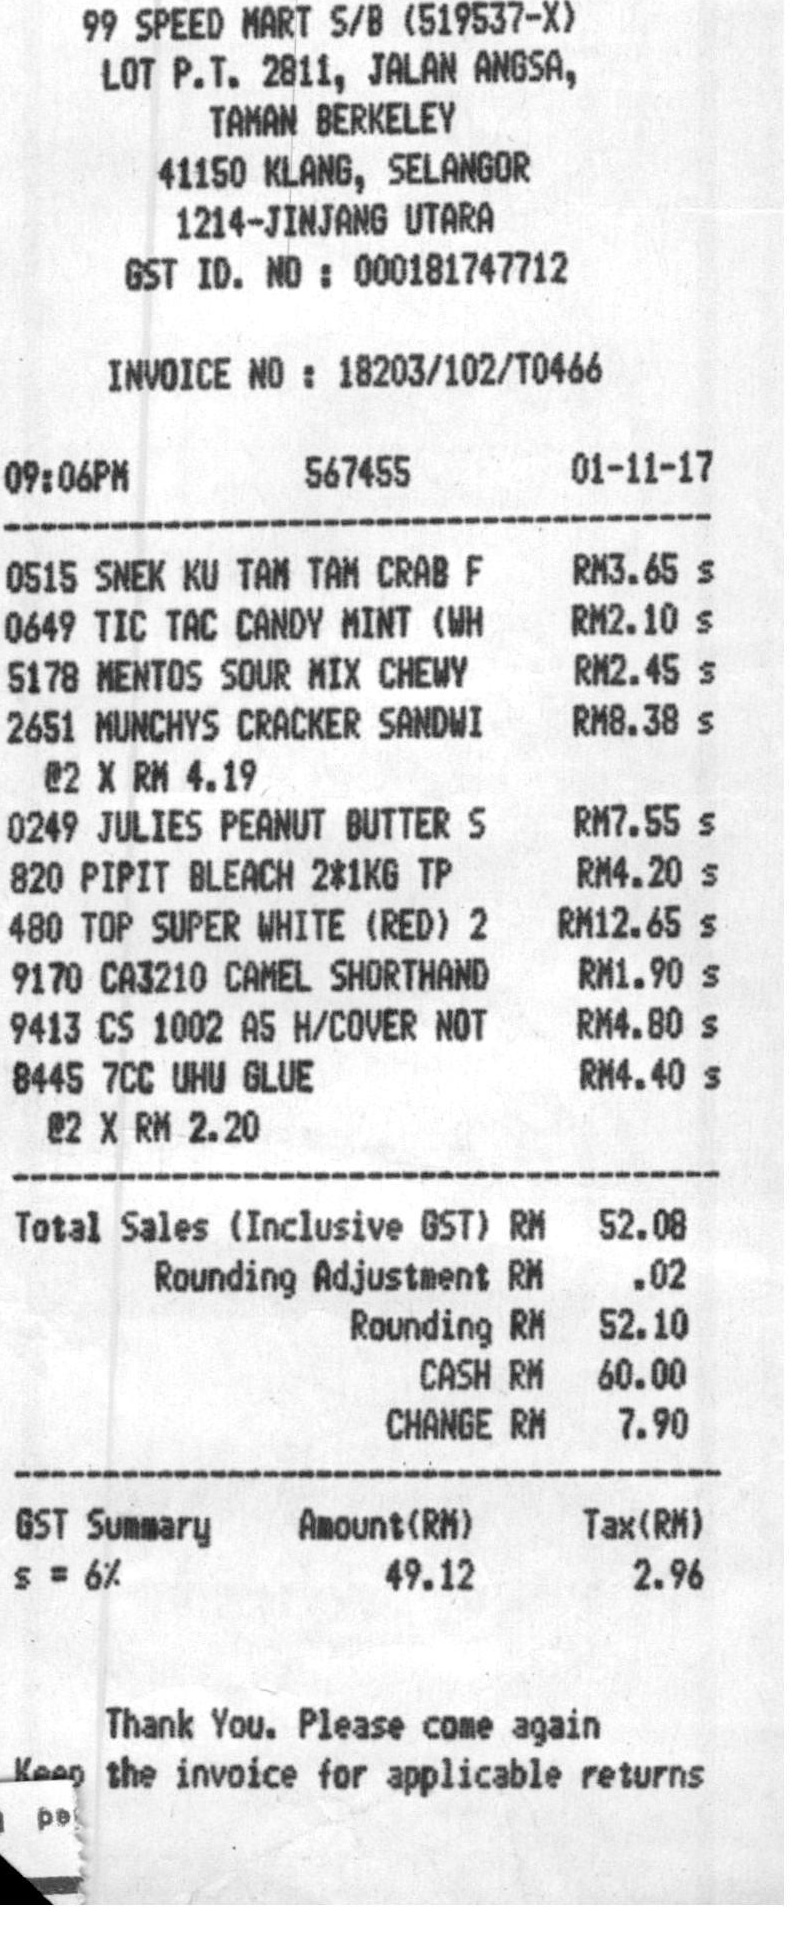 99 SPEED MART S/B (519537-X)
LOT P.T. 2811, JALAN ANGSA,
TAMAN BERKELEY
41150 KLANG, SELANGOR
1214-JINJANG UTARA
GST ID. NO : 000181747712
INVOICE NO : 18203/102/T0466
09:06PM 567455 01-11-17
0515 SNEK KU TAM TAM CRAB F RM3.65 s
0649 TIC TAC CANDY MINT (WH RM2.10 s
5178 MENTOS SOUR MIX CHEWY RM2.45 s
2651 MUNCHYS CRACKER SANDWI RM8.38 s
@2 X RM 4.19
0249 JULIES PEANUT BUTTER S RM7.55 s
820 PIPIT BLEACH 2*1KG TP RM4.20 s
480 TOP SUPER WHITE (RED) 2 RM12.65 s
9170 CA3210 CAMEL SHORTHAND RM1.90 s
9413 CS 1002 A5 H/COVER NOT RM4.80 s
8445 7CC UHU GLUE RM4.40 s
@2 X RM 2.20
Total Sales (Inclusive GST) RM 52.08
Rounding Adjustment RM .02
Rounding RM 52.10
CASH RM 60.00
CHANGE RM 7.90
GST Summary Amount(RM) Tax(RM)
s = 6% 49.12 2.96
Thank You. Please come again
Keep the invoice for applicable returns